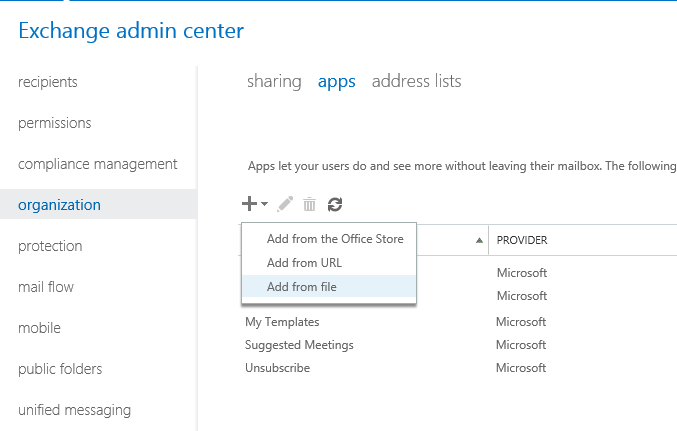 Exchange admin center
recipients
permissions
compliance management
organization
protection
mail flow
mobile
public folders
unified messaging
sharing apps address lists
Apps let your users do and see more without leaving their mailbox. The following
Add from the Office Store
Add from URL
Add from file
PROVIDER
Microsoft
Microsoft
My Templates Microsoft
Suggested Meetings Microsoft
Unsubscribe Microsoft